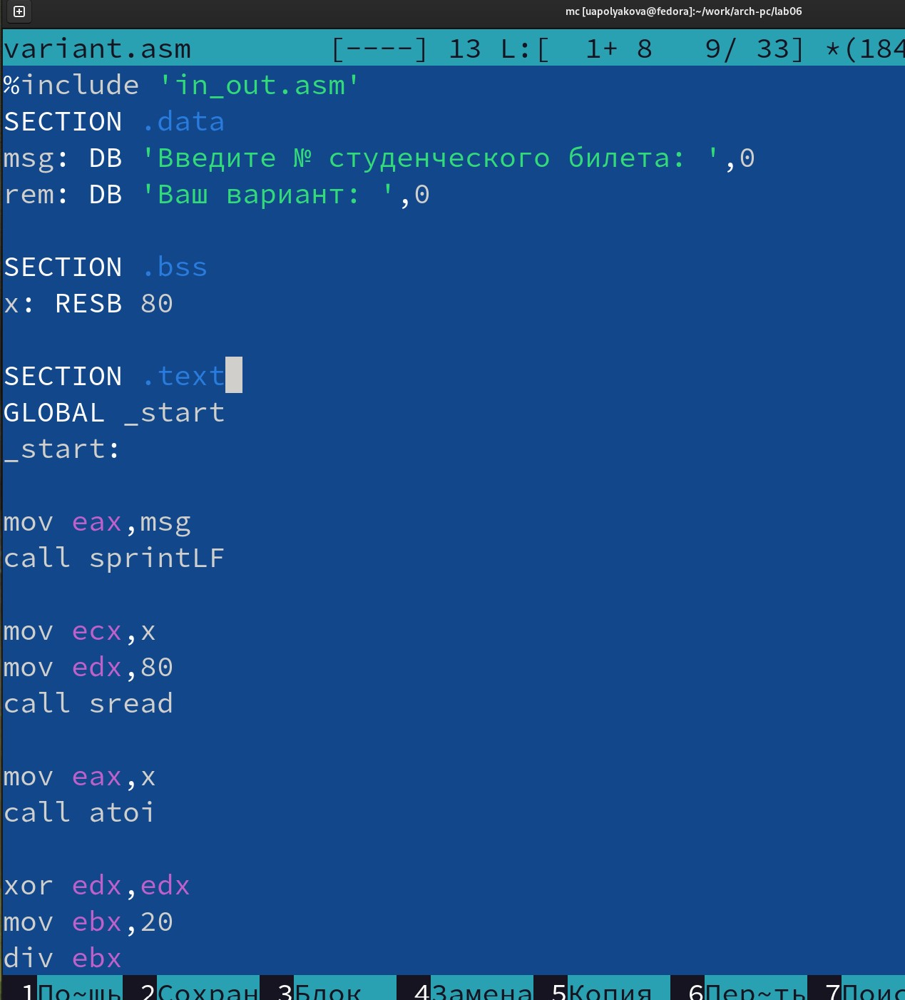 mc [uapolyakova@fedora]:~/work/arch-pc/lab06
variant.asm [----] 13 L:[ 1+ 8 9/ 33] *(184
%include 'in_out.asm'
SECTION .data
msg: DB 'Введите № студенческого билета: ',0
rem: DB 'Ваш вариант: ',0
SECTION .bss
x: RESB 80
SECTION .text
GLOBAL _start
_start:
mov eax,msg
call sprintLF
mov ecx,x
mov edx,80
call sread
mov eax,x
call atoi
xor edx,edx
mov ebx,20
div ebx
1По~шь 2Сохран 3Блок 4Замена 5Копия 6Пер~ть 7Поис